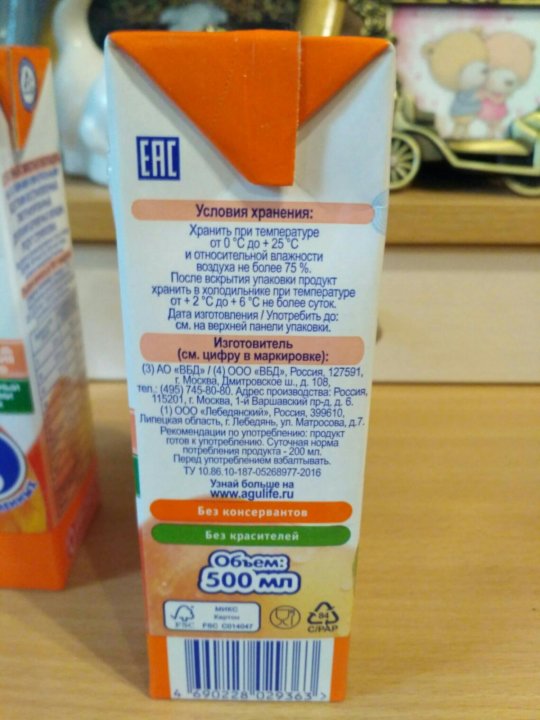 EAC
Условия хранения:
Хранить при температуре
от 0 °C до + 25 °C
и относительной влажности
воздуха не более 75 %.
После вскрытия упаковки продукт
хранить в холодильнике при температуре
от + 2 °C до + 6 °C не более суток.
Дата изготовления / Употребить до:
см. на верхней панели упаковки.
Изготовитель
(см. цифру в маркировке):
(3) АО «ВБД» / (4) ООО «ВБД», Россия, 127591,
г. Москва, Дмитровское ш., д. 108,
тел.: (495) 745-80-80. Адрес производства: Россия,
115201, г. Москва, 1-й Варшавский пр-д, д. 6.
(1) ООО «Лебедянский», Россия, 399610,
Липецкая область, г. Лебедянь, ул. Матросова, д.7.
Рекомендации по употреблению: продукт
готов к употреблению. Суточная норма
потребления продукта - 200 мл.
Перед употреблением взбалтывать.
ТУ 10.86.10-187-05268977-2016
Узнай больше на
www.agulife.ru
Без консервантов
Без красителей
Объем:
500 мл
FSC
МИКС
Картон
FSC C014047
84
C/PAP
4 690228 029363 >